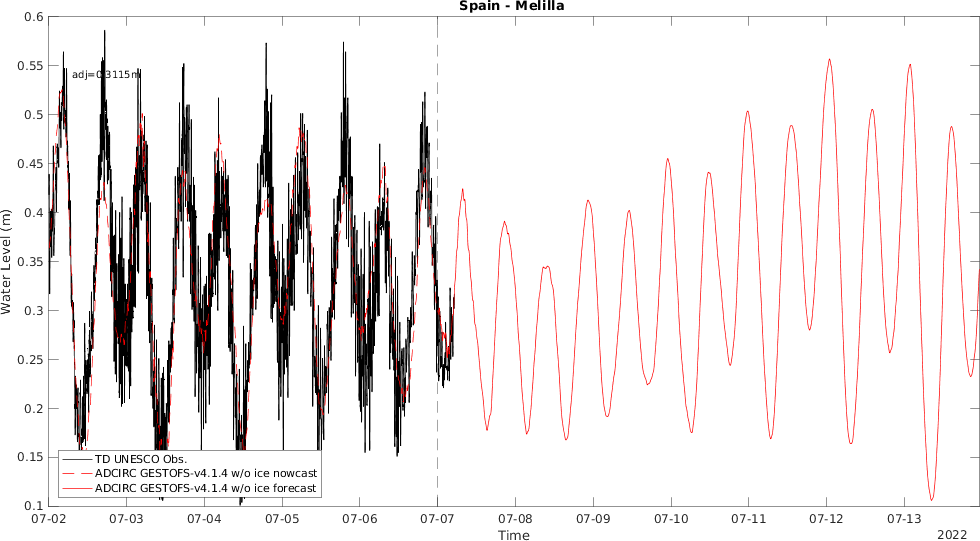 Spain - Melilla
0.6
0.55
0.5
0.45
0.4
0.35
0.3
0.25
0.2
0.15
0.1
Water Level (m)
adj=0.3115m
TD UNESCO Obs.
ADCIRC GESTOFS-v4.1.4 w/o ice nowcast
ADCIRC GESTOFS-v4.1.4 w/o ice forecast
07-02 07-03 07-04 07-05 07-06 07-07 07-08 07-09 07-10 07-11 07-12 07-13
Time
2022